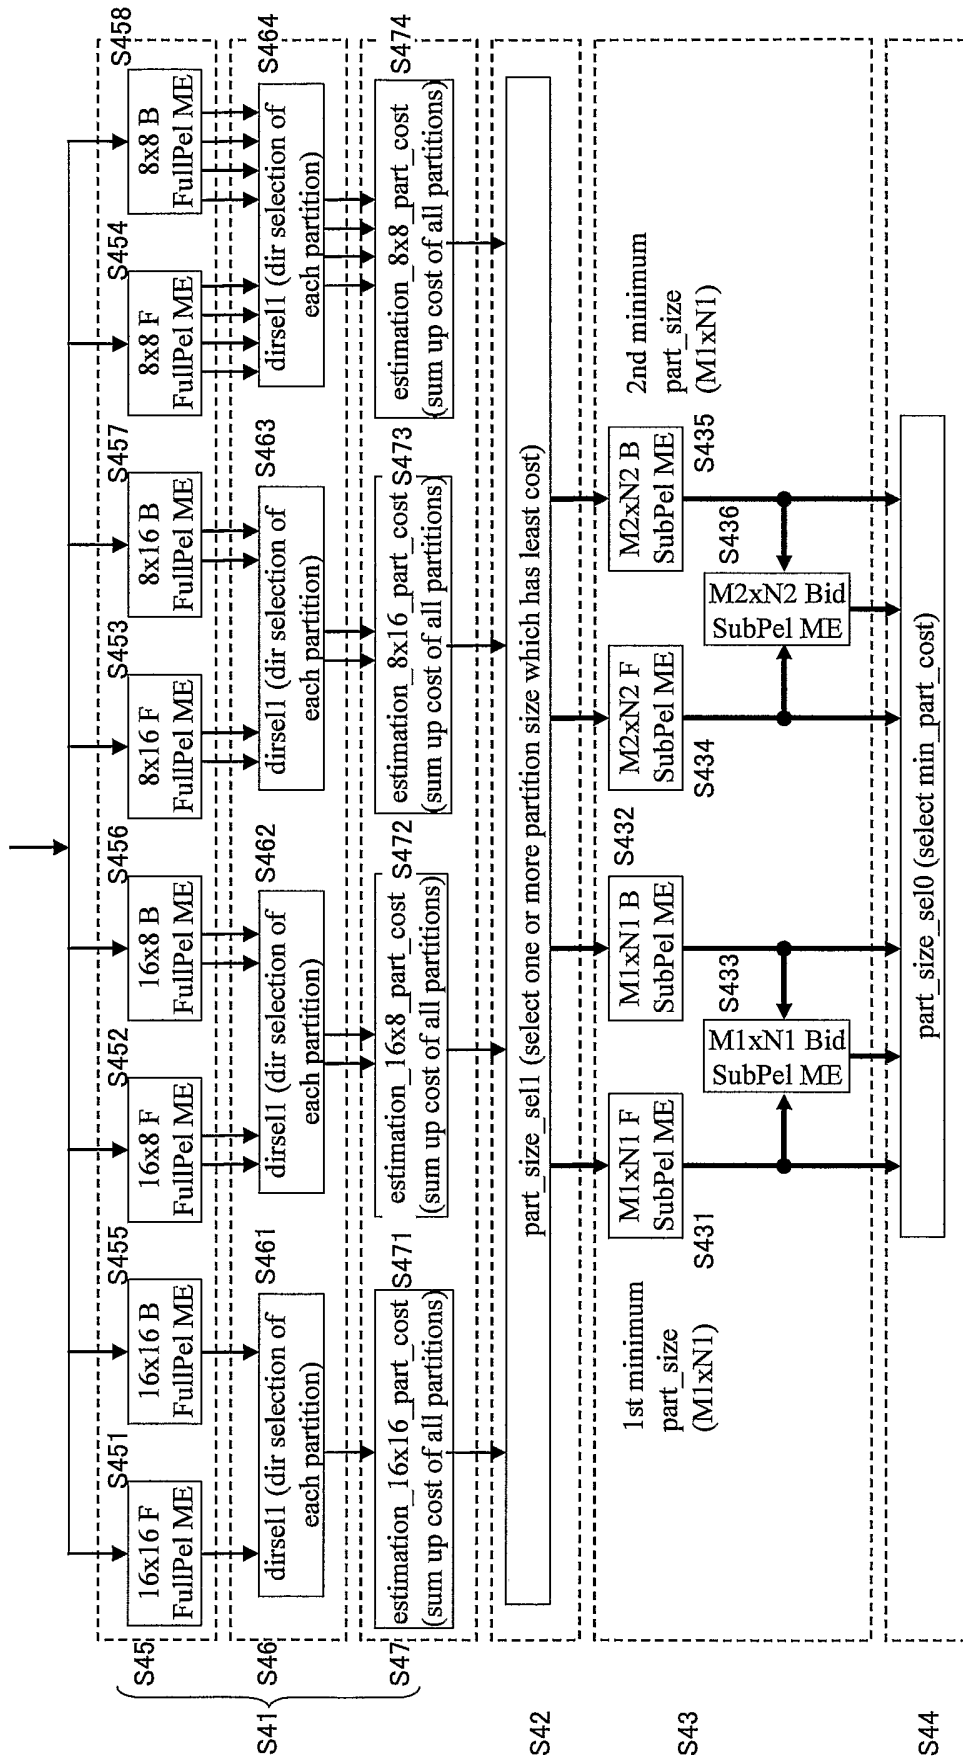 S451
S455
S452
S456
S453
S457
S454
S458
16x16 F
FullPel ME
16x16 B
FullPel ME
16x8 F
FullPel ME
16x8 B
FullPel ME
8x16 F
FullPel ME
8x16 B
FullPel ME
8x8 F
FullPel ME
8x8 B
FullPel ME
S45
S461
S462
S463
S464
dirsel1 (dir selection of
each partition)
dirsel1 (dir selection of
each partition)
dirsel1 (dir selection of
each partition)
dirsel1 (dir selection of
each partition)
S46
S41
S471
S472
S473
S474
estimation_16x16_part_cost
(sum up cost of all partitions)
estimation_16x8_part_cost
(sum up cost of all partitions)
estimation_8x16_part_cost
(sum up cost of all partitions)
estimation_8x8_part_cost
(sum up cost of all partitions)
S47
part_size_sel1 (select one or more partition size which has least cost)
S42
1st minimum
part_size
(M1xN1)
M1xN1 F
SubPel ME
S431
M1xN1 B
SubPel ME
S432
S433
M1xN1 Bid
SubPel ME
M2xN2 F
SubPel ME
S434
M2xN2 B
SubPel ME
S435
S436
M2xN2 Bid
SubPel ME
2nd minimum
part_size
(M1xN1)
S43
part_size_sel0 (select min_part_cost)
S44